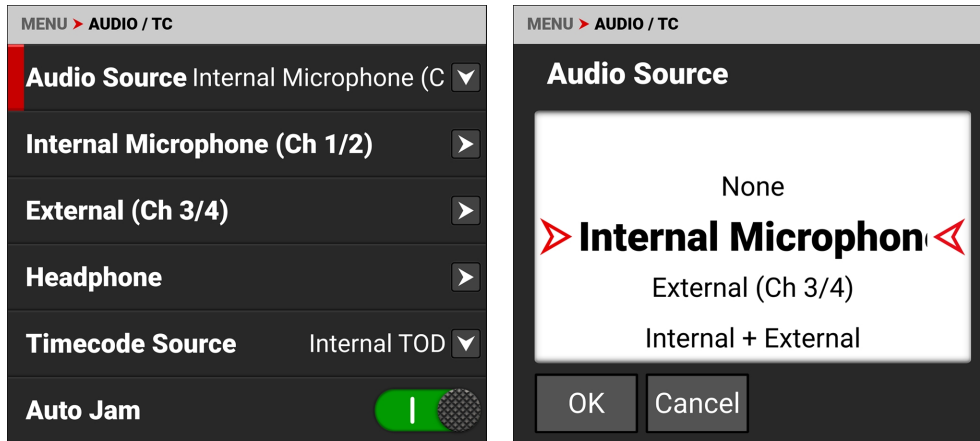 MENU ➤ AUDIO / TC
Audio Source Internal Microphone (C
Internal Microphone (Ch 1/2)
External (Ch 3/4)
Headphone
Timecode Source Internal TOD
Auto Jam
MENU ➤ AUDIO / TC
Audio Source
None
Internal Microphon
External (Ch 3/4)
Internal + External
OK Cancel